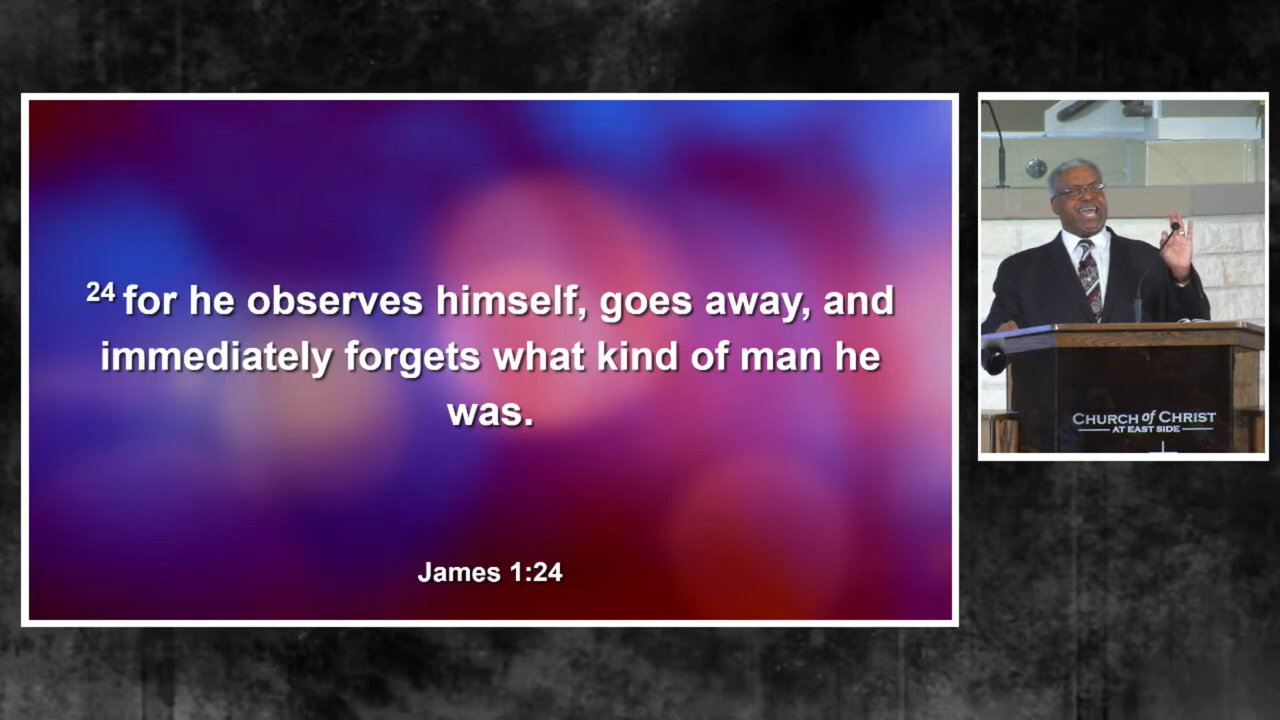 24 for he observes himself, goes away, and
immediately forgets what kind of man he
was.
James 1:24
CHURCH of CHRIST
AT EAST SIDE